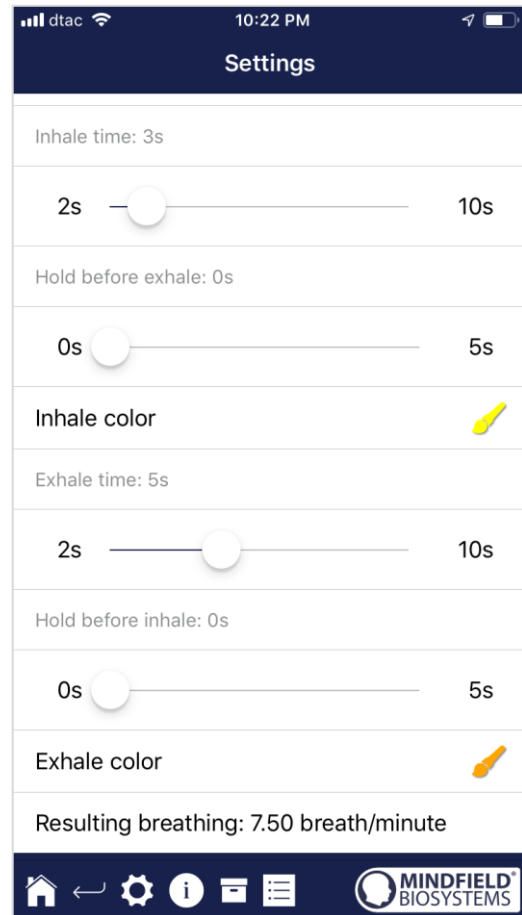 dtac 10:22 PM
Settings
Inhale time: 3s
2s 10s
Hold before exhale: 0s
0s 5s
Inhale color
Exhale time: 5s
2s 10s
Hold before inhale: 0s
0s 5s
Exhale color
Resulting breathing: 7.50 breath/minute
i MINDFIELD®
BIOSYSTEMS